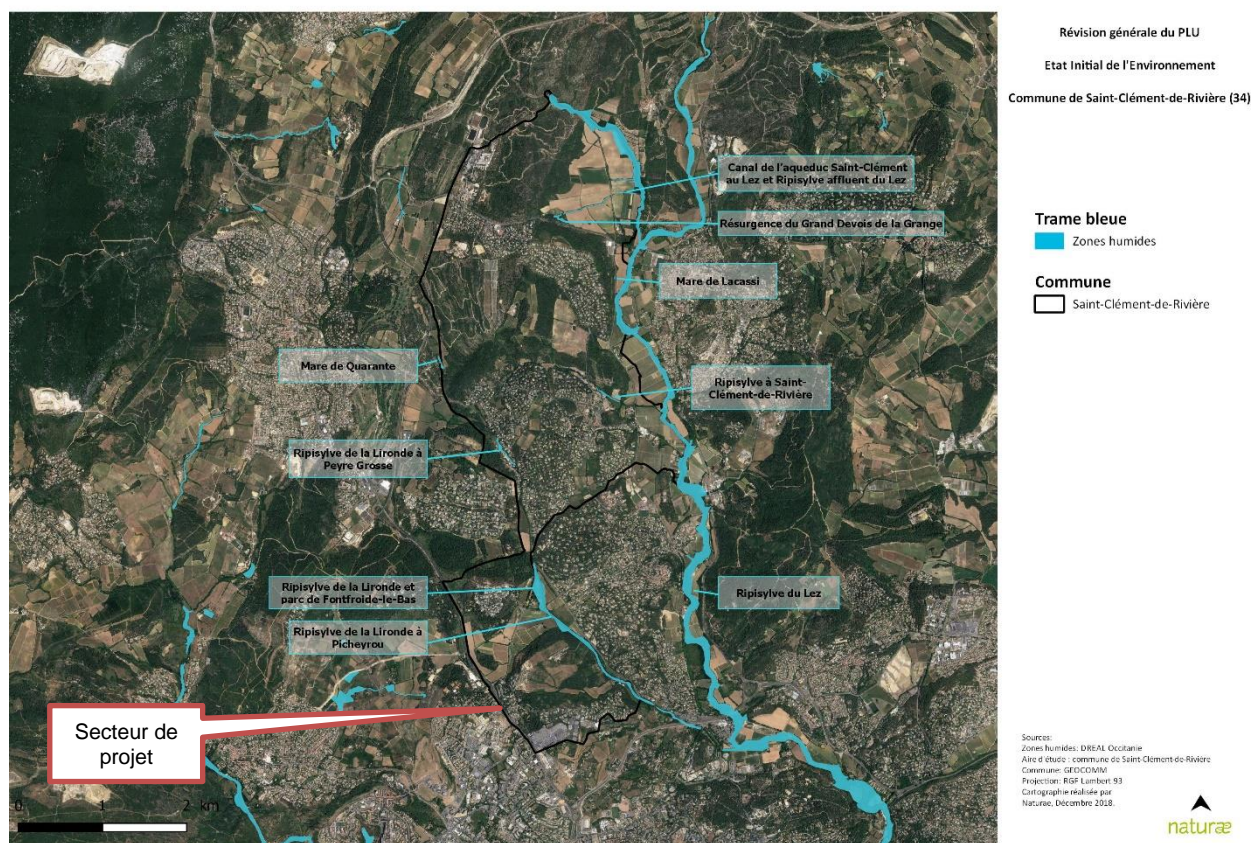 Révision générale du PLU
Etat Initial de l'Environnement
Commune de Saint-Clément-de-Rivière (34)
Canal de l'aqueduc Saint-Clément
au Lez et Ripisylve affluent du Lez
Résurgence du Grand Devois de la Grange
Mare de Lacassi
Mare de Quarante
Ripisylve à Saint-
Clément-de-Rivière
Ripisylve de la Lironde à
Peyre Grosse
Ripisylve de la Lironde et
parc de Fontfroide-le-Bas
Ripisylve du Lez
Ripisylve de la Lironde à
Picheyrou
Secteur de
projet
0 1 2 km
Trame bleue
Zones humides
Commune
Saint-Clément-de-Rivière
Sources:
Zones humides: DREAL Occitanie
Aire d'étude : commune de Saint-Clément-de-Rivière
Commune: GEOCOMM
Projection: RGF Lambert 93
Cartographie réalisée par
Naturae, Décembre 2018.
naturæ